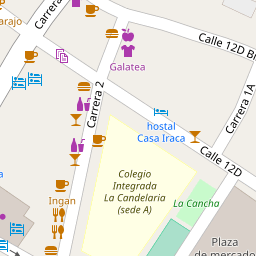 Carrera
arajo
Calle 12D B
Galatea
Carrera 2
Carrera 1A
hostal
Casa Iraca
Calle 12D
Colegio
Integrada
La Candelaria
(sede A)
La Cancha
Ingan
Plaza
de mercado